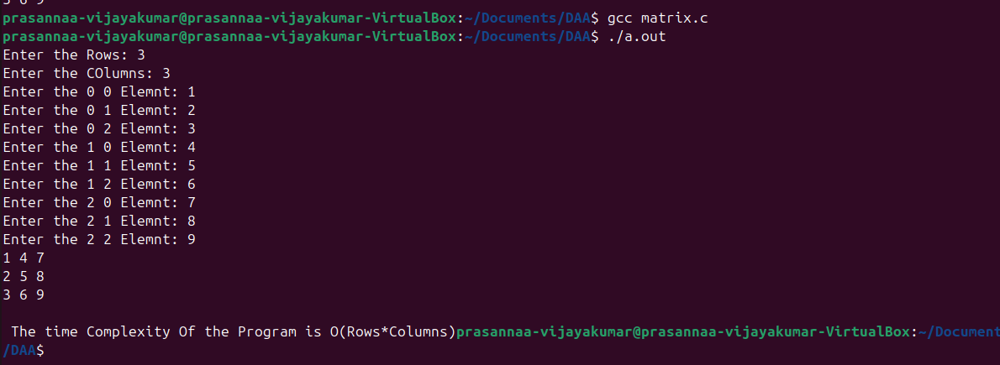 3 6 9
prasannaa-vijayakumar@prasannaa-vijayakumar-VirtualBox:~/Documents/DAA$ gcc matrix.c
prasannaa-vijayakumar@prasannaa-vijayakumar-VirtualBox:~/Documents/DAA$ ./a.out
Enter the Rows: 3
Enter the COlumns: 3
Enter the 0 0 Elemnt: 1
Enter the 0 1 Elemnt: 2
Enter the 0 2 Elemnt: 3
Enter the 1 0 Elemnt: 4
Enter the 1 1 Elemnt: 5
Enter the 1 2 Elemnt: 6
Enter the 2 0 Elemnt: 7
Enter the 2 1 Elemnt: 8
Enter the 2 2 Elemnt: 9
1 4 7
2 5 8
3 6 9
The time Complexity Of the Program is O(Rows*Columns)prasannaa-vijayakumar@prasannaa-vijayakumar-VirtualBox:~/Document
/DAA$